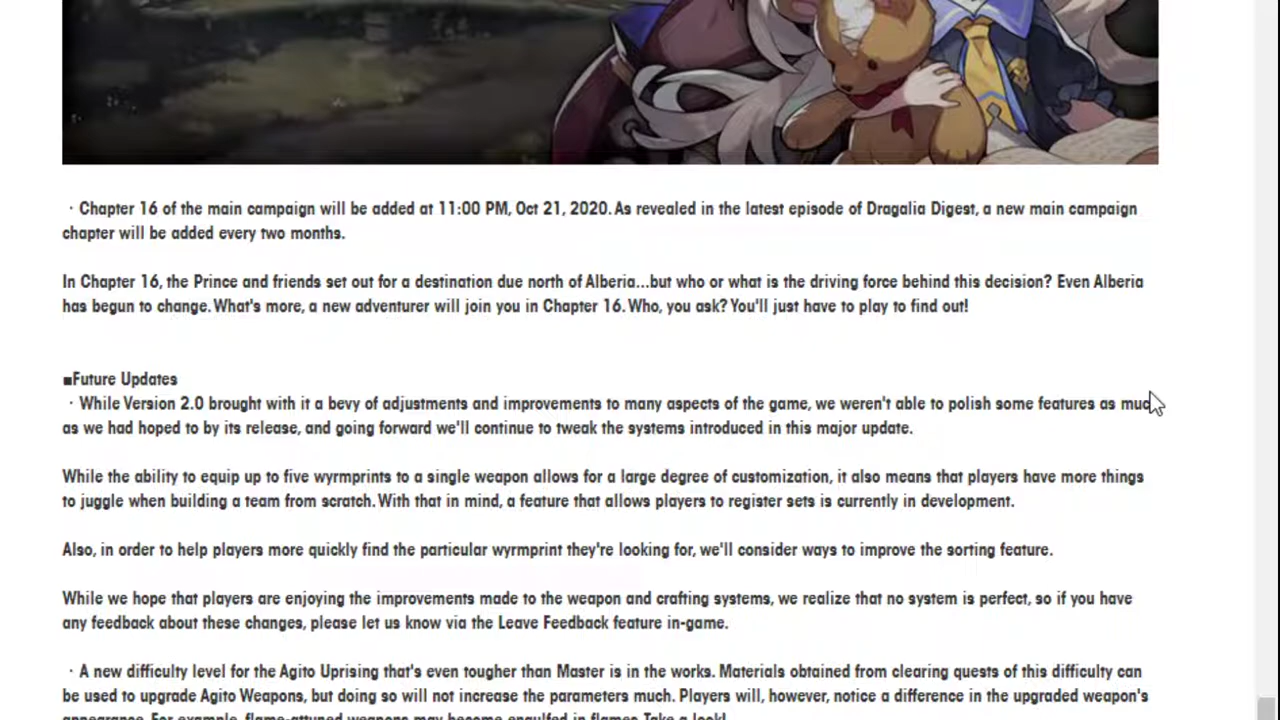 · Chapter 16 of the main campaign will be added at 11:00 PM, Oct 21, 2020. As revealed in the latest episode of Dragalia Digest, a new main campaign
chapter will be added every two months.
In Chapter 16, the Prince and friends set out for a destination due north of Alberia...but who or what is the driving force behind this decision? Even Alberia
has begun to change. What's more, a new adventurer will join you in Chapter 16. Who, you ask? You'll just have to play to find out!
■Future Updates
· While Version 2.0 brought with it a bevy of adjustments and improvements to many aspects of the game, we weren't able to polish some features as muc
as we had hoped to by its release, and going forward we'll continue to tweak the systems introduced in this major update.
While the ability to equip up to five wyrmprints to a single weapon allows for a large degree of customization, it also means that players have more things
to juggle when building a team from scratch. With that in mind, a feature that allows players to register sets is currently in development.
Also, in order to help players more quickly find the particular wyrmprint they're looking for, we'll consider ways to improve the sorting feature.
While we hope that players are enjoying the improvements made to the weapon and crafting systems, we realize that no system is perfect, so if you have
any feedback about these changes, please let us know via the Leave Feedback feature in-game.
· A new difficulty level for the Agito Uprising that's even tougher than Master is in the works. Materials obtained from clearing quests of this difficulty can
be used to upgrade Agito Weapons, but doing so will not increase the parameters much. Players will, however, notice a difference in the upgraded weapon's
appearance. For example, flame-attuned weapons may become engulfed in flames. Take a look!